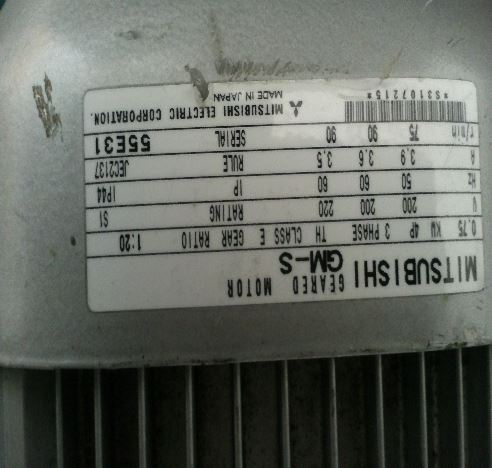 MITSUBISHI GEARED MOTOR GM-S
0.75 KW 4P 3 PHASE TH CLASS E GEAR RATIO 1:20
V 200 200 220 RATING S1
Hz 50 60 60 IP IP44
A 3.9 3.6 3.5 RULE JEC2137
r/min 75 90 90 SERIAL 55E31
*S3107215* MITSUBISHI ELECTRIC CORPORATION.
MADE IN JAPAN